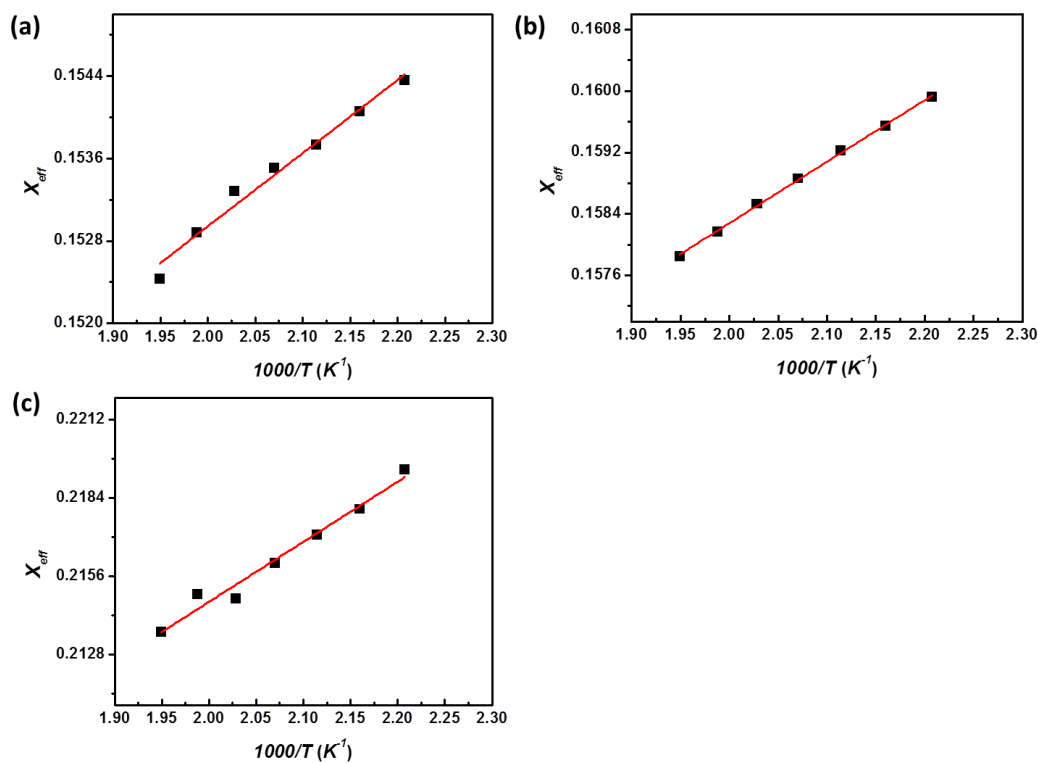 (a)
0.1544
0.1536
0.1528
0.1520
X_eff
1.90 1.95 2.00 2.05 2.10 2.15 2.20 2.25 2.30
1000/T (K⁻¹)
(b)
0.1608
0.1600
0.1592
0.1584
0.1576
X_eff
1.90 1.95 2.00 2.05 2.10 2.15 2.20 2.25 2.30
1000/T (K⁻¹)
(c)
0.2212
0.2184
0.2156
0.2128
X_eff
1.90 1.95 2.00 2.05 2.10 2.15 2.20 2.25 2.30
1000/T (K⁻¹)